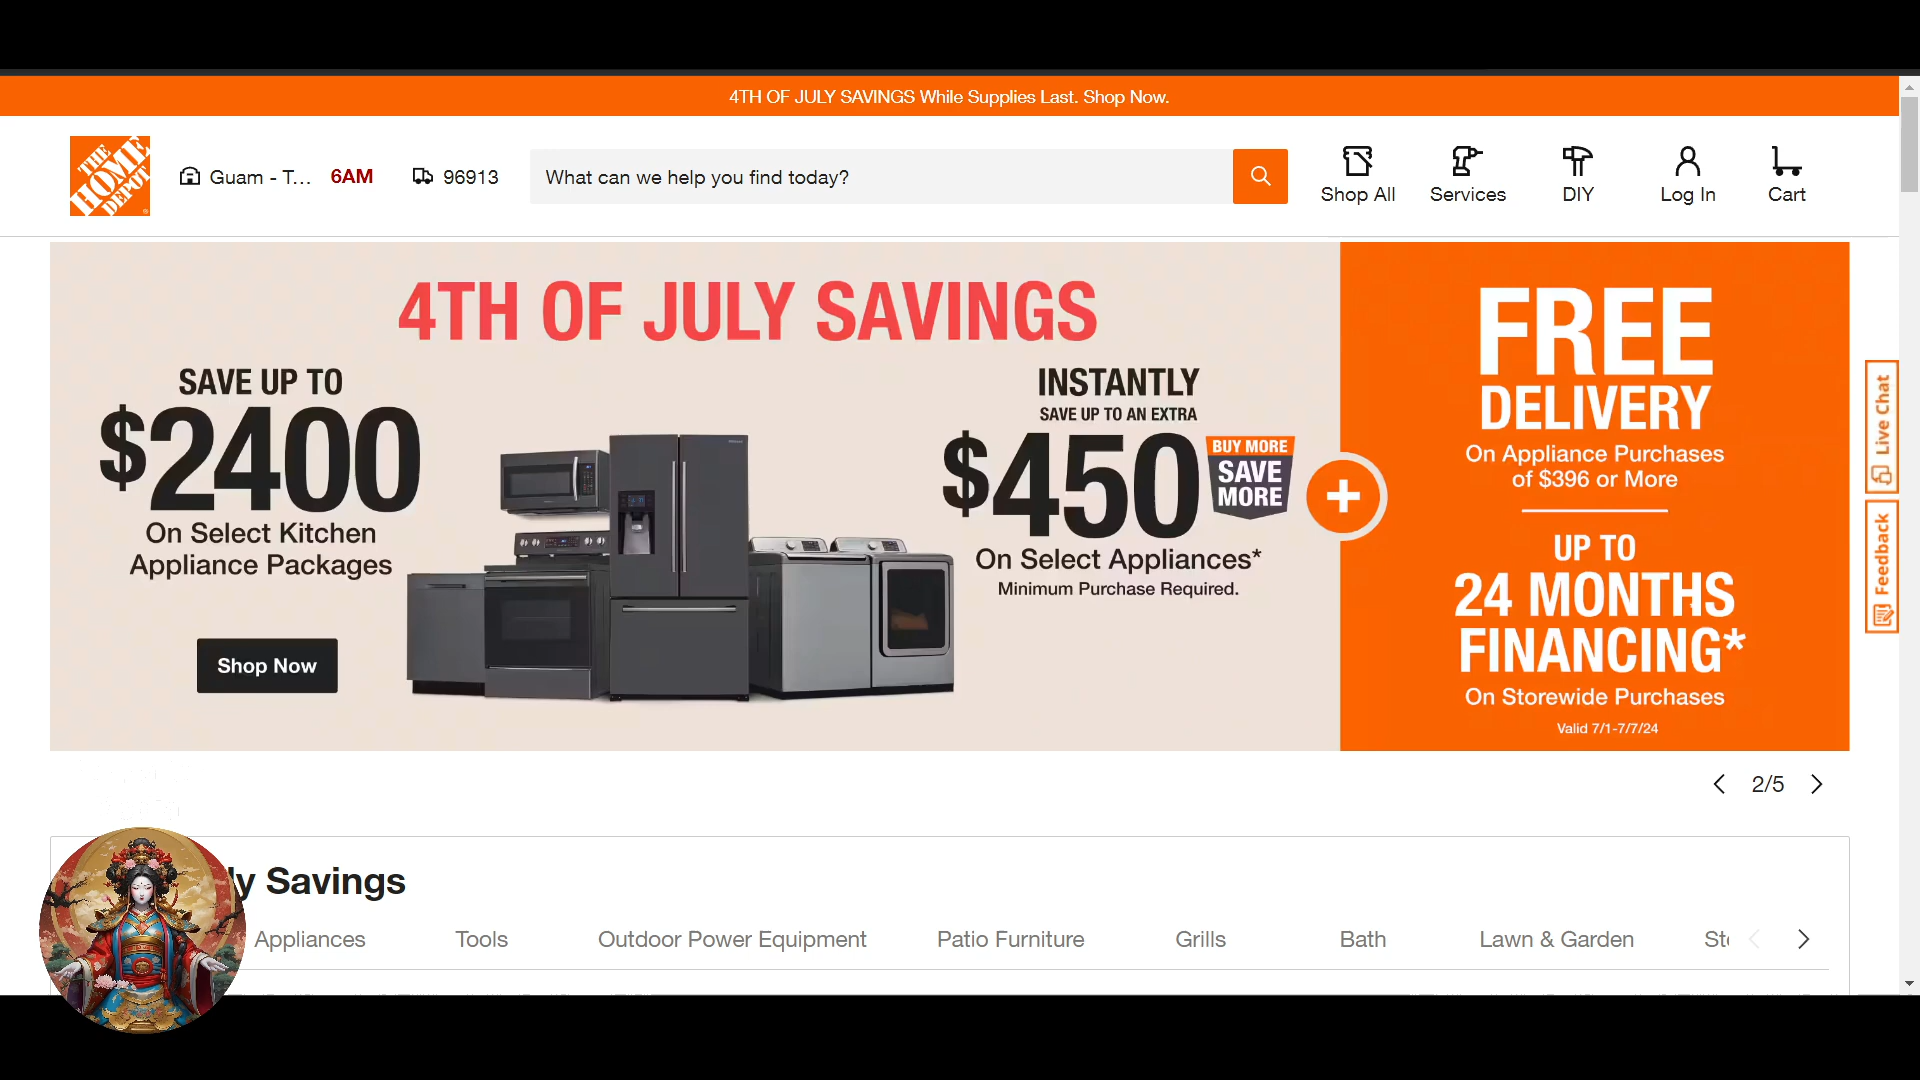 4TH OF JULY SAVINGS While Supplies Last. Shop Now.
THE
HOME
DEPOT
Guam - T... 6AM 96913
What can we help you find today?
Shop All
Services
DIY
Log In
Cart
4TH OF JULY SAVINGS
SAVE UP TO
$2400
On Select Kitchen
Appliance Packages
Shop Now
INSTANTLY
SAVE UP TO AN EXTRA
$450
BUY MORE
SAVE
MORE
On Select Appliances*
Minimum Purchase Required.
+
FREE
DELIVERY
On Appliance Purchases
of $396 or More
UP TO
24 MONTHS
FINANCING*
On Storewide Purchases
Valid 7/1-7/7/24
Live Chat
Feedback
2/5
ly Savings
Appliances
Tools
Outdoor Power Equipment
Patio Furniture
Grills
Bath
Lawn & Garden